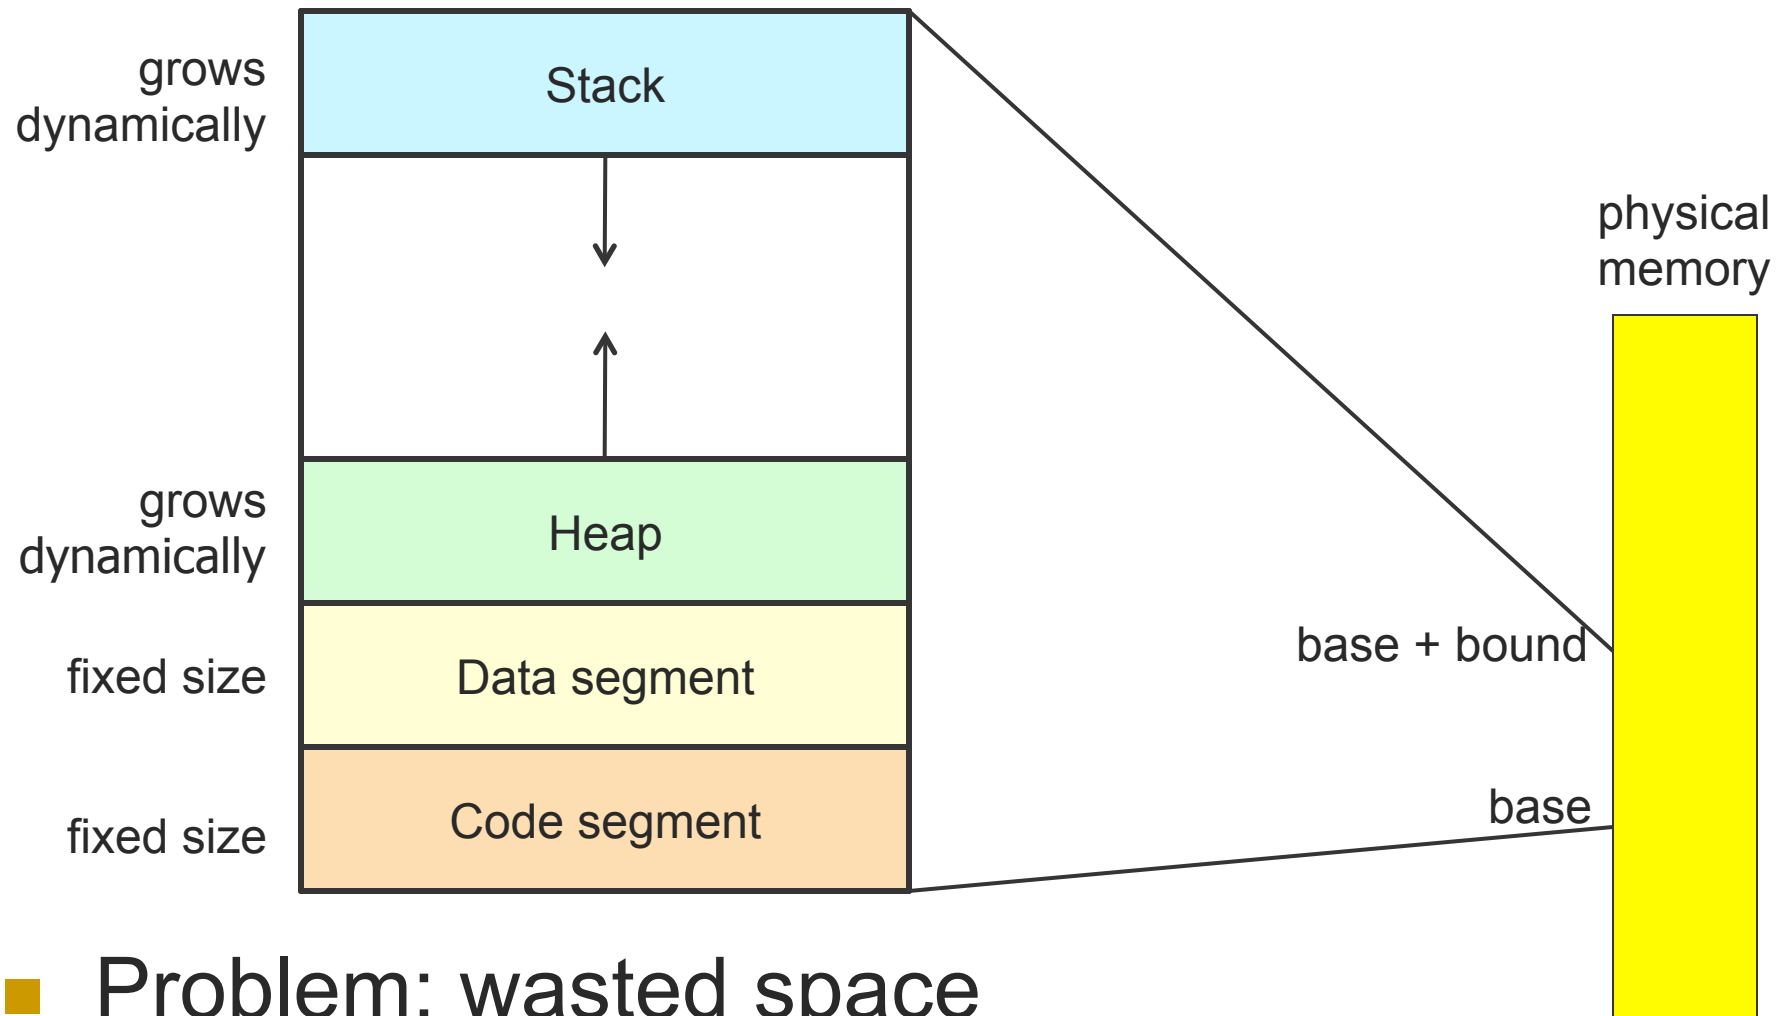 grows
dynamically
Stack
physical
memory
grows
dynamically
Heap
base + bound
fixed size
Data segment
base
fixed size
Code segment
Problem: wasted space